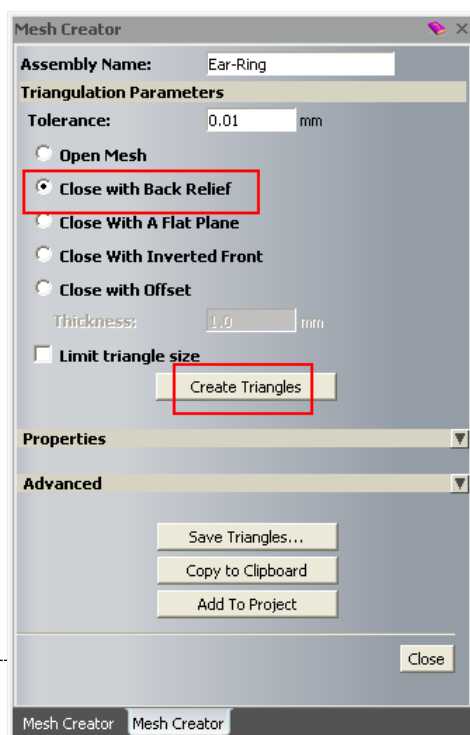 Mesh Creator
Assembly Name: Ear-Ring
Triangulation Parameters
Tolerance: 0.01 mm
Open Mesh
Close with Back Relief
Close With A Flat Plane
Close With Inverted Front
Close with Offset
Thickness: 1.0 mm
Limit triangle size
Create Triangles
Properties
Advanced
Save Triangles...
Copy to Clipboard
Add To Project
Close
Mesh Creator Mesh Creator